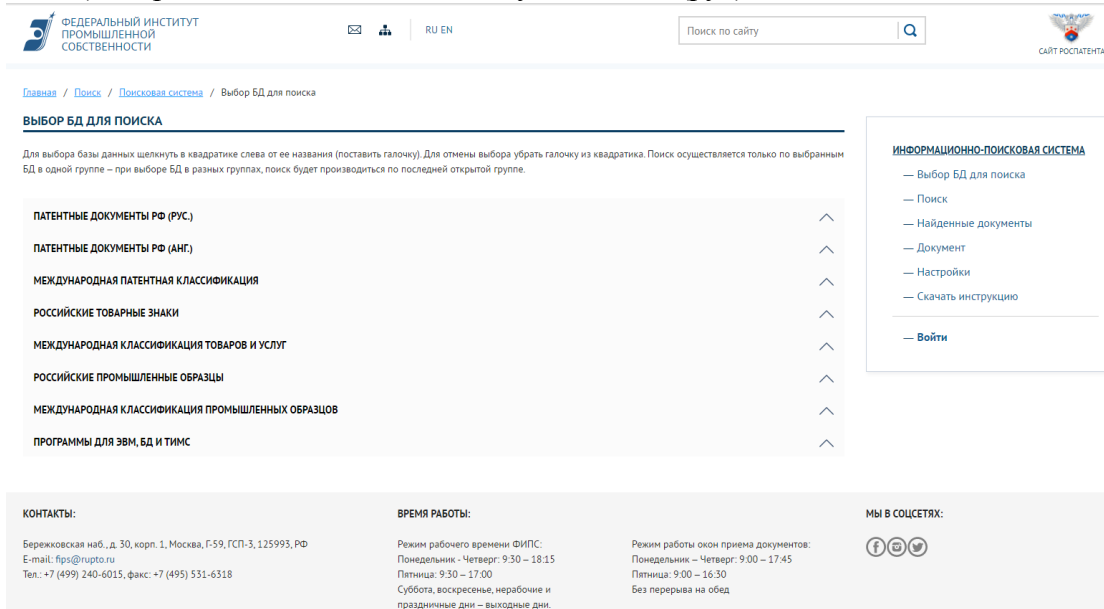 ФЕДЕРАЛЬНЫЙ ИНСТИТУТ
ПРОМЫШЛЕННОЙ
СОБСТВЕННОСТИ
RU EN
Поиск по сайту
САЙТ РОСПАТЕНТА
Главная / Поиск / Поисковая система / Выбор БД для поиска
ВЫБОР БД ДЛЯ ПОИСКА
Для выбора базы данных щелкнуть в квадратике слева от ее названия (поставить галочку). Для отмены выбора убрать галочку из квадратика. Поиск осуществляется только по выбранным
БД в одной группе – при выборе БД в разных группах, поиск будет производиться по последней открытой группе.
ПАТЕНТНЫЕ ДОКУМЕНТЫ РФ (РУС.)
ПАТЕНТНЫЕ ДОКУМЕНТЫ РФ (АНГ.)
МЕЖДУНАРОДНАЯ ПАТЕНТНАЯ КЛАССИФИКАЦИЯ
РОССИЙСКИЕ ТОВАРНЫЕ ЗНАКИ
МЕЖДУНАРОДНАЯ КЛАССИФИКАЦИЯ ТОВАРОВ И УСЛУГ
РОССИЙСКИЕ ПРОМЫШЛЕННЫЕ ОБРАЗЦЫ
МЕЖДУНАРОДНАЯ КЛАССИФИКАЦИЯ ПРОМЫШЛЕННЫХ ОБРАЗЦОВ
ПРОГРАММЫ ДЛЯ ЭВМ, БД И ТИМС
ИНФОРМАЦИОННО-ПОИСКОВАЯ СИСТЕМА
— Выбор БД для поиска
— Поиск
— Найденные документы
— Документ
— Настройки
— Скачать инструкцию
— Войти
КОНТАКТЫ:
Бережковская наб., д. 30, корп. 1, Москва, Г-59, ГСП-3, 125993, РФ
E-mail: fips@rupto.ru
Тел.: +7 (499) 240-6015, факс: +7 (495) 531-6318
ВРЕМЯ РАБОТЫ:
Режим рабочего времени ФИПС:
Понедельник - Четверг: 9:30 – 18:15
Пятница: 9:30 – 17:00
Суббота, воскресенье, нерабочие и
праздничные дни – выходные дни.
Режим работы окон приема документов:
Понедельник – Четверг: 9:00 – 17:45
Пятница: 9:00 – 16:30
Без перерыва на обед
МЫ В СОЦСЕТЯХ: